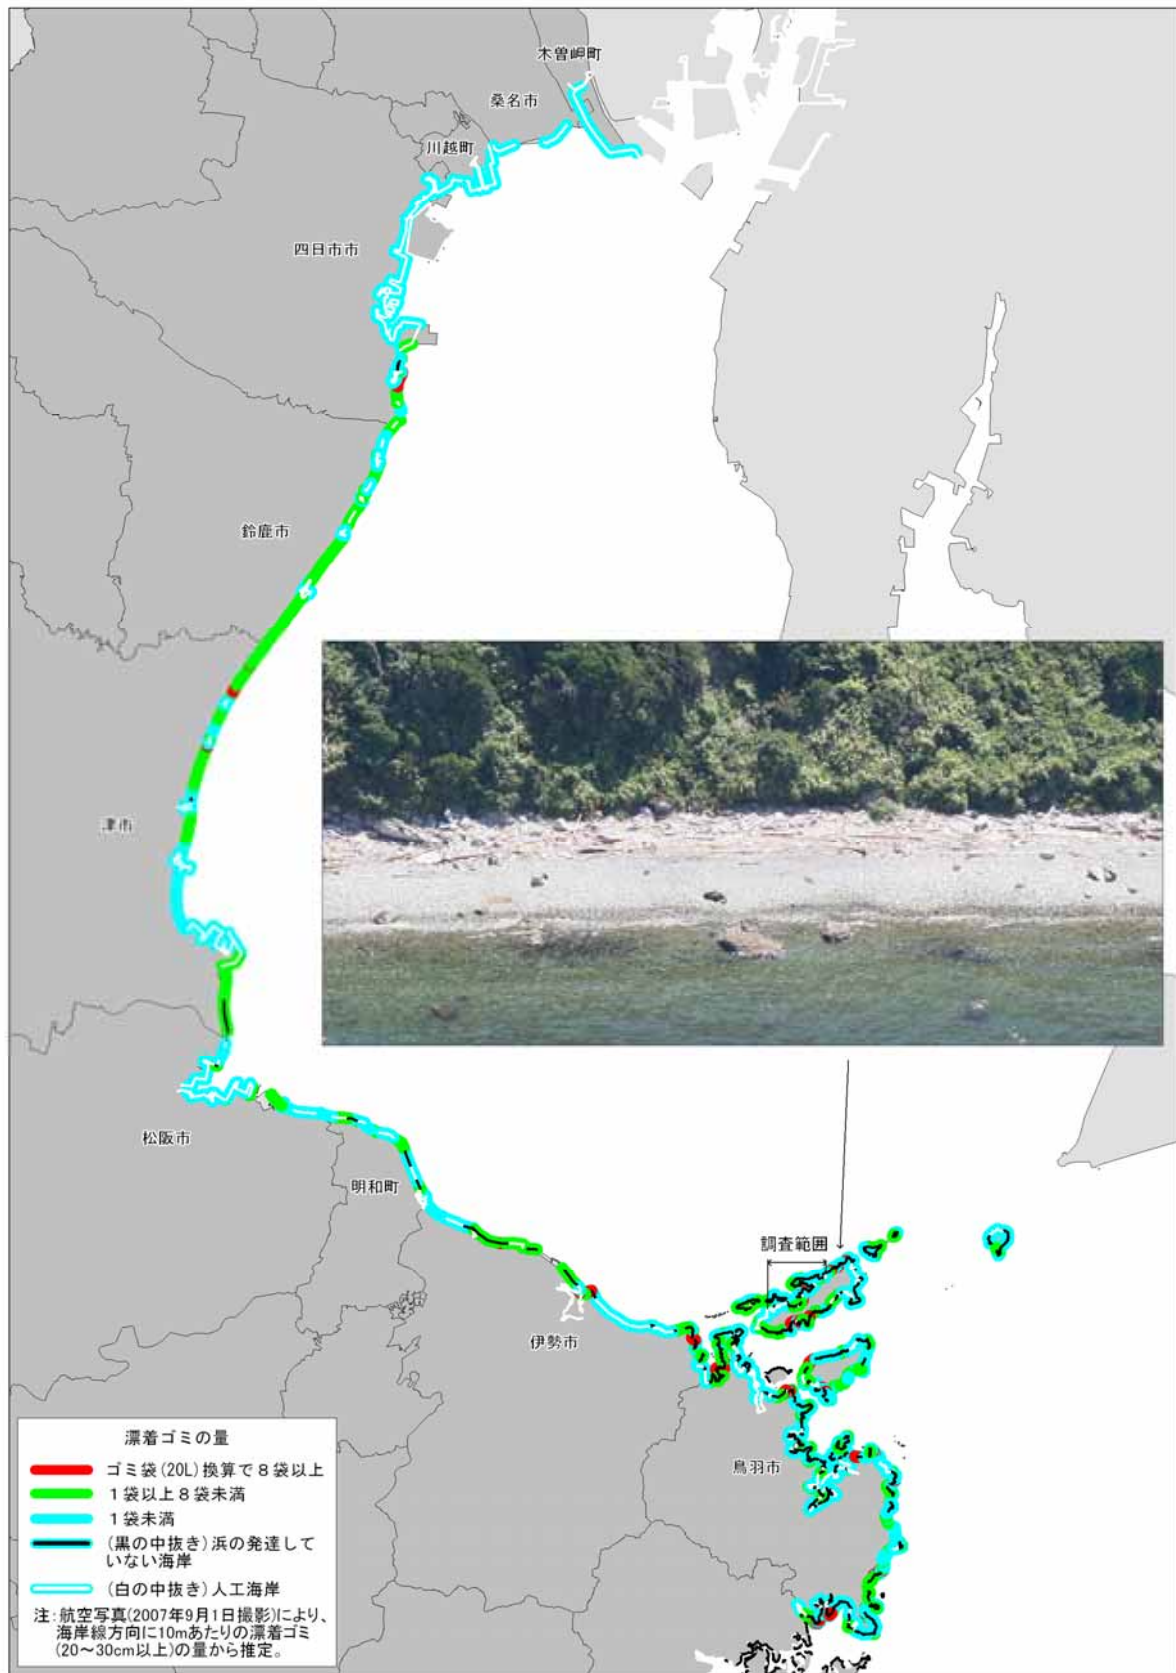 木曽岬町
桑名市
川越町
四日市市
鈴鹿市
津市
松阪市
明和町
調査範囲
伊勢市
鳥羽市
漂着ゴミの量
ゴミ袋(20L)換算で8袋以上
1袋以上8袋未満
1袋未満
(黒の中抜き)浜の発達して
いない海岸
(白の中抜き)人工海岸
注:航空写真(2007年9月1日撮影)により、
海岸線方向に10mあたりの漂着ゴミ
(20～30cm以上)の量から推定。